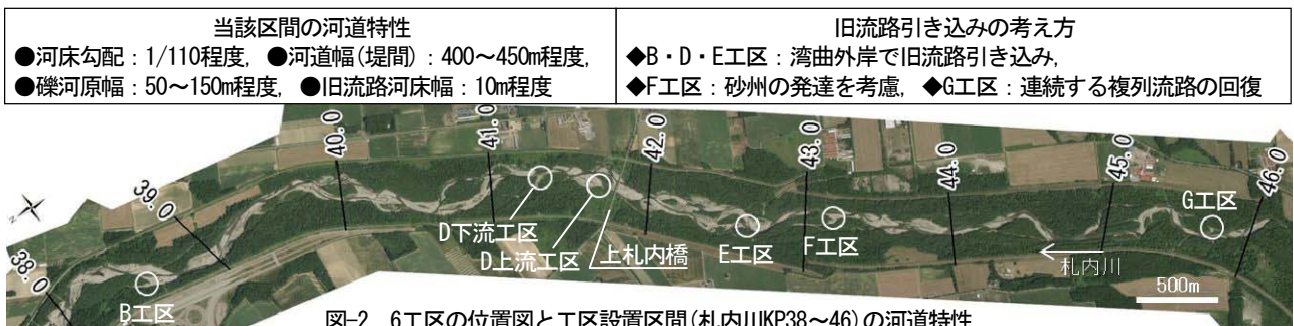 当該区間の河道特性
●河床勾配：1/110程度, ●河道幅(堤間)：400～450m程度,
●礫河原幅：50～150m程度, ●旧流路河床幅：10m程度
旧流路引き込みの考え方
◆B・D・E工区：湾曲外岸で旧流路引き込み,
◆F工区：砂州の発達を考慮, ◆G工区：連続する複列流路の回復
38.0
39.0
40.0
41.0
42.0
43.0
44.0
45.0
46.0
B工区
D下流工区
D上流工区
上札内橋
E工区
F工区
G工区
札内川
500m
N
図-2 6工区の位置図と工区設置区間(札内川KP38～46)の河道特性